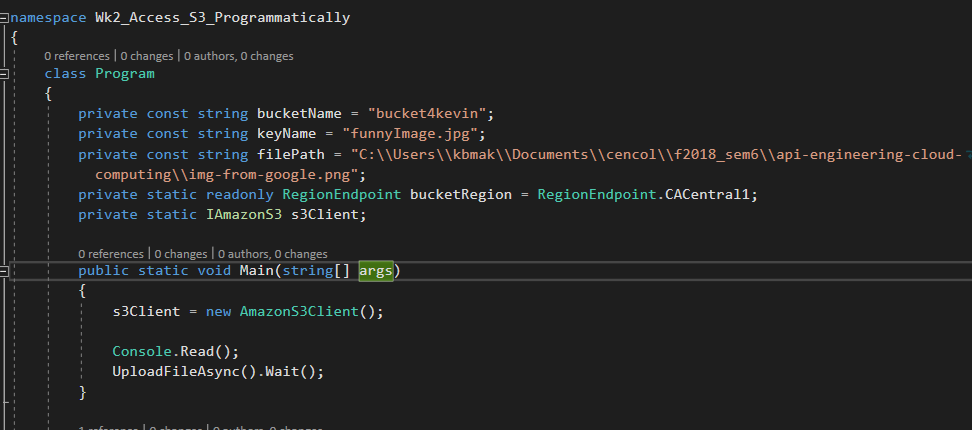 namespace Wk2_Access_S3_Programmatically
{
0 references | 0 changes | 0 authors, 0 changes
class Program
{
private const string bucketName = "bucket4kevin";
private const string keyName = "funnyImage.jpg";
private const string filePath = "C:\\Users\\kbmak\\Documents\\cencol\\f2018_sem6\\api-engineering-cloud-
computing\\img-from-google.png";
private static readonly RegionEndpoint bucketRegion = RegionEndpoint.CACentral1;
private static IAmazonS3 s3Client;
0 references | 0 changes | 0 authors, 0 changes
public static void Main(string[] args)
{
s3Client = new AmazonS3Client();
Console.Read();
UploadFileAsync().Wait();
}
1 reference | 0 changes | 0 authors, 0 changes